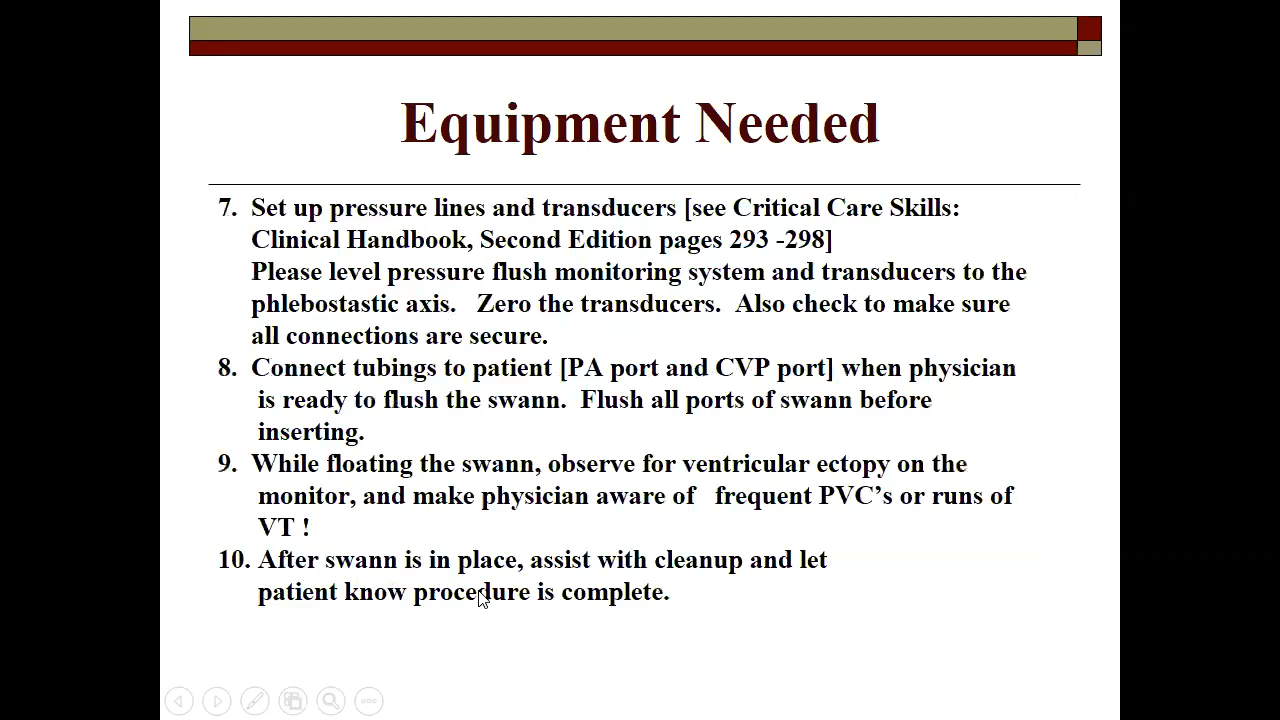 Equipment Needed
7. Set up pressure lines and transducers [see Critical Care Skills:
Clinical Handbook, Second Edition pages 293 -298]
Please level pressure flush monitoring system and transducers to the
phlebostastic axis. Zero the transducers. Also check to make sure
all connections are secure.
8. Connect tubings to patient [PA port and CVP port] when physician
is ready to flush the swann. Flush all ports of swann before
inserting.
9. While floating the swann, observe for ventricular ectopy on the
monitor, and make physician aware of frequent PVC’s or runs of
VT !
10. After swann is in place, assist with cleanup and let
patient know procedure is complete.